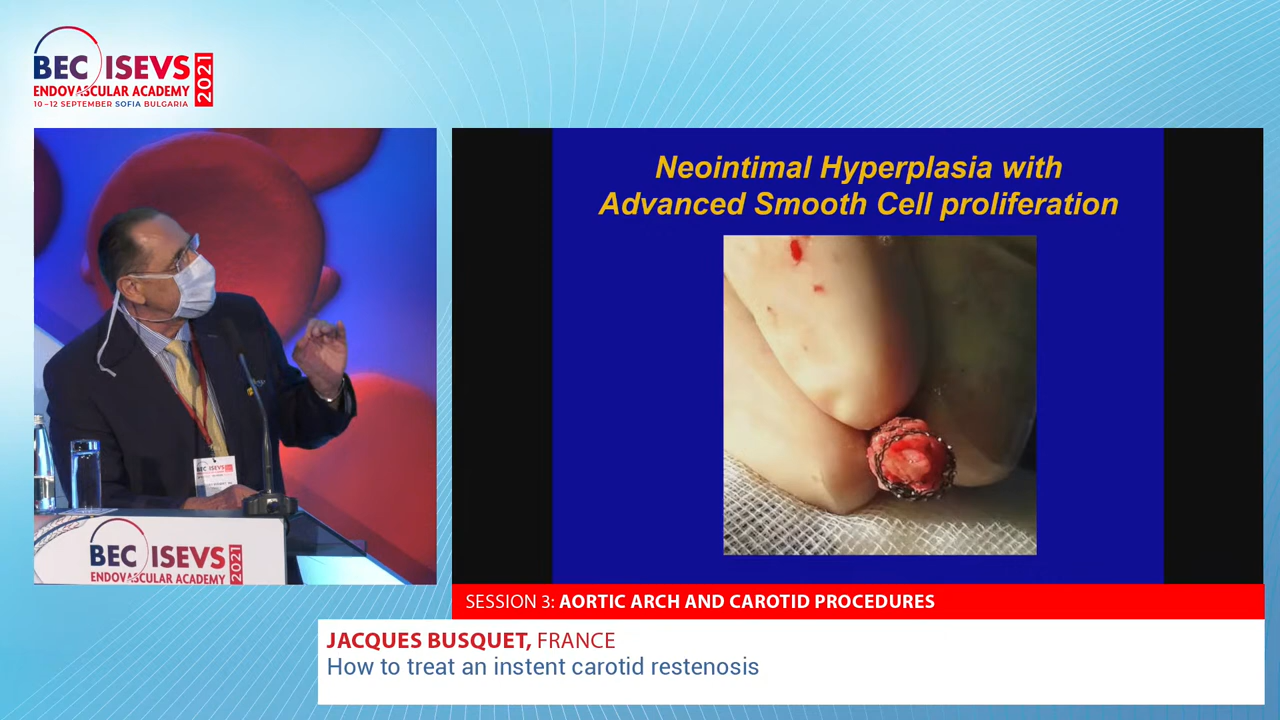 BEC ISEVS
ENDOVASCULAR ACADEMY
10–12 SEPTEMBER SOFIA BULGARIA
2021
Neointimal Hyperplasia with
Advanced Smooth Cell proliferation
BEC ISEVS
BEC ISEVS
ENDOVASCULAR ACADEMY
2021
SESSION 3: AORTIC ARCH AND CAROTID PROCEDURES
JACQUES BUSQUET, FRANCE
How to treat an instent carotid restenosis